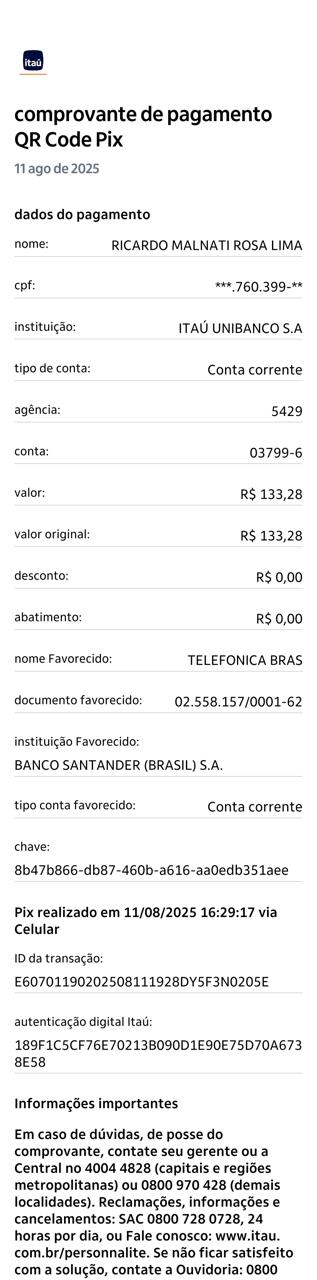 itaú
comprovante de pagamento
QR Code Pix
11 ago de 2025
dados do pagamento
nome: RICARDO MALNATI ROSA LIMA
cpf: ***.760.399-**
instituição: ITAÚ UNIBANCO S.A
tipo de conta: Conta corrente
agência: 5429
conta: 03799-6
valor: R$ 133,28
valor original: R$ 133,28
desconto: R$ 0,00
abatimento: R$ 0,00
nome Favorecido: TELEFONICA BRAS
documento favorecido: 02.558.157/0001-62
instituição Favorecido:
BANCO SANTANDER (BRASIL) S.A.
tipo conta favorecido: Conta corrente
chave:
8b47b866-db87-460b-a616-aa0edb351aee
Pix realizado em 11/08/2025 16:29:17 via
Celular
ID da transação:
E60701190202508111928DY5F3N0205E
autenticação digital Itaú:
189F1C5CF76E70213B090D1E90E75D70A673
8E58
Informações importantes
Em caso de dúvidas, de posse do
comprovante, contate seu gerente ou a
Central no 4004 4828 (capitais e regiões
metropolitanas) ou 0800 970 428 (demais
localidades). Reclamações, informações e
cancelamentos: SAC 0800 728 0728, 24
horas por dia, ou Fale conosco: www.itau.
com.br/personnalite. Se não ficar satisfeito
com a solução, contate a Ouvidoria: 0800